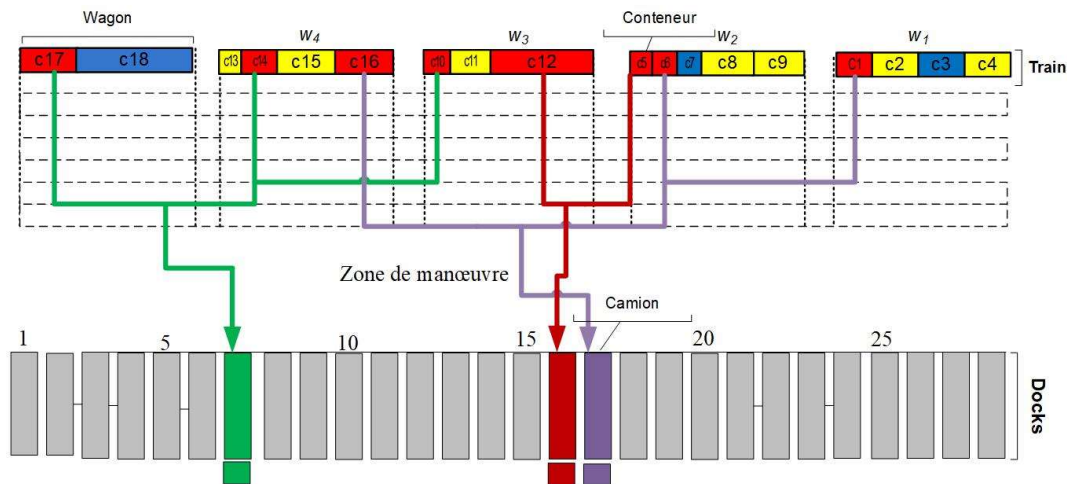 Wagon
Conteneur
w4
w3
w2
w1
c17 c18
c13 c14 c15 c16
c10 c11 c12
c5 c6 c7 c8 c9
c1 c2 c3 c4
Train
Zone de manœuvre
Camion
1
5
10
15
20
25
Docks